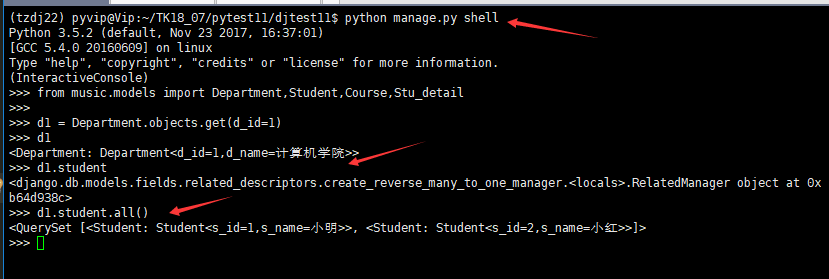 (tzdj22) pyvip@Vip:~/TK18_07/pytest11/djtest11$ python manage.py shell
Python 3.5.2 (default, Nov 23 2017, 16:37:01)
[GCC 5.4.0 20160609] on linux
Type "help", "copyright", "credits" or "license" for more information.
(InteractiveConsole)
>>> from music.models import Department,Student,Course,Stu_detail
>>>
>>> d1 = Department.objects.get(d_id=1)
>>> d1
<Department: Department<d_id=1,d_name=计算机学院>>
>>> d1.student
<django.db.models.fields.related_descriptors.create_reverse_many_to_one_manager.<locals>.RelatedManager object at 0x
b64d938c>
>>> d1.student.all()
<QuerySet [<Student: Student<s_id=1,s_name=小明>>, <Student: Student<s_id=2,s_name=小红>>]>
>>>